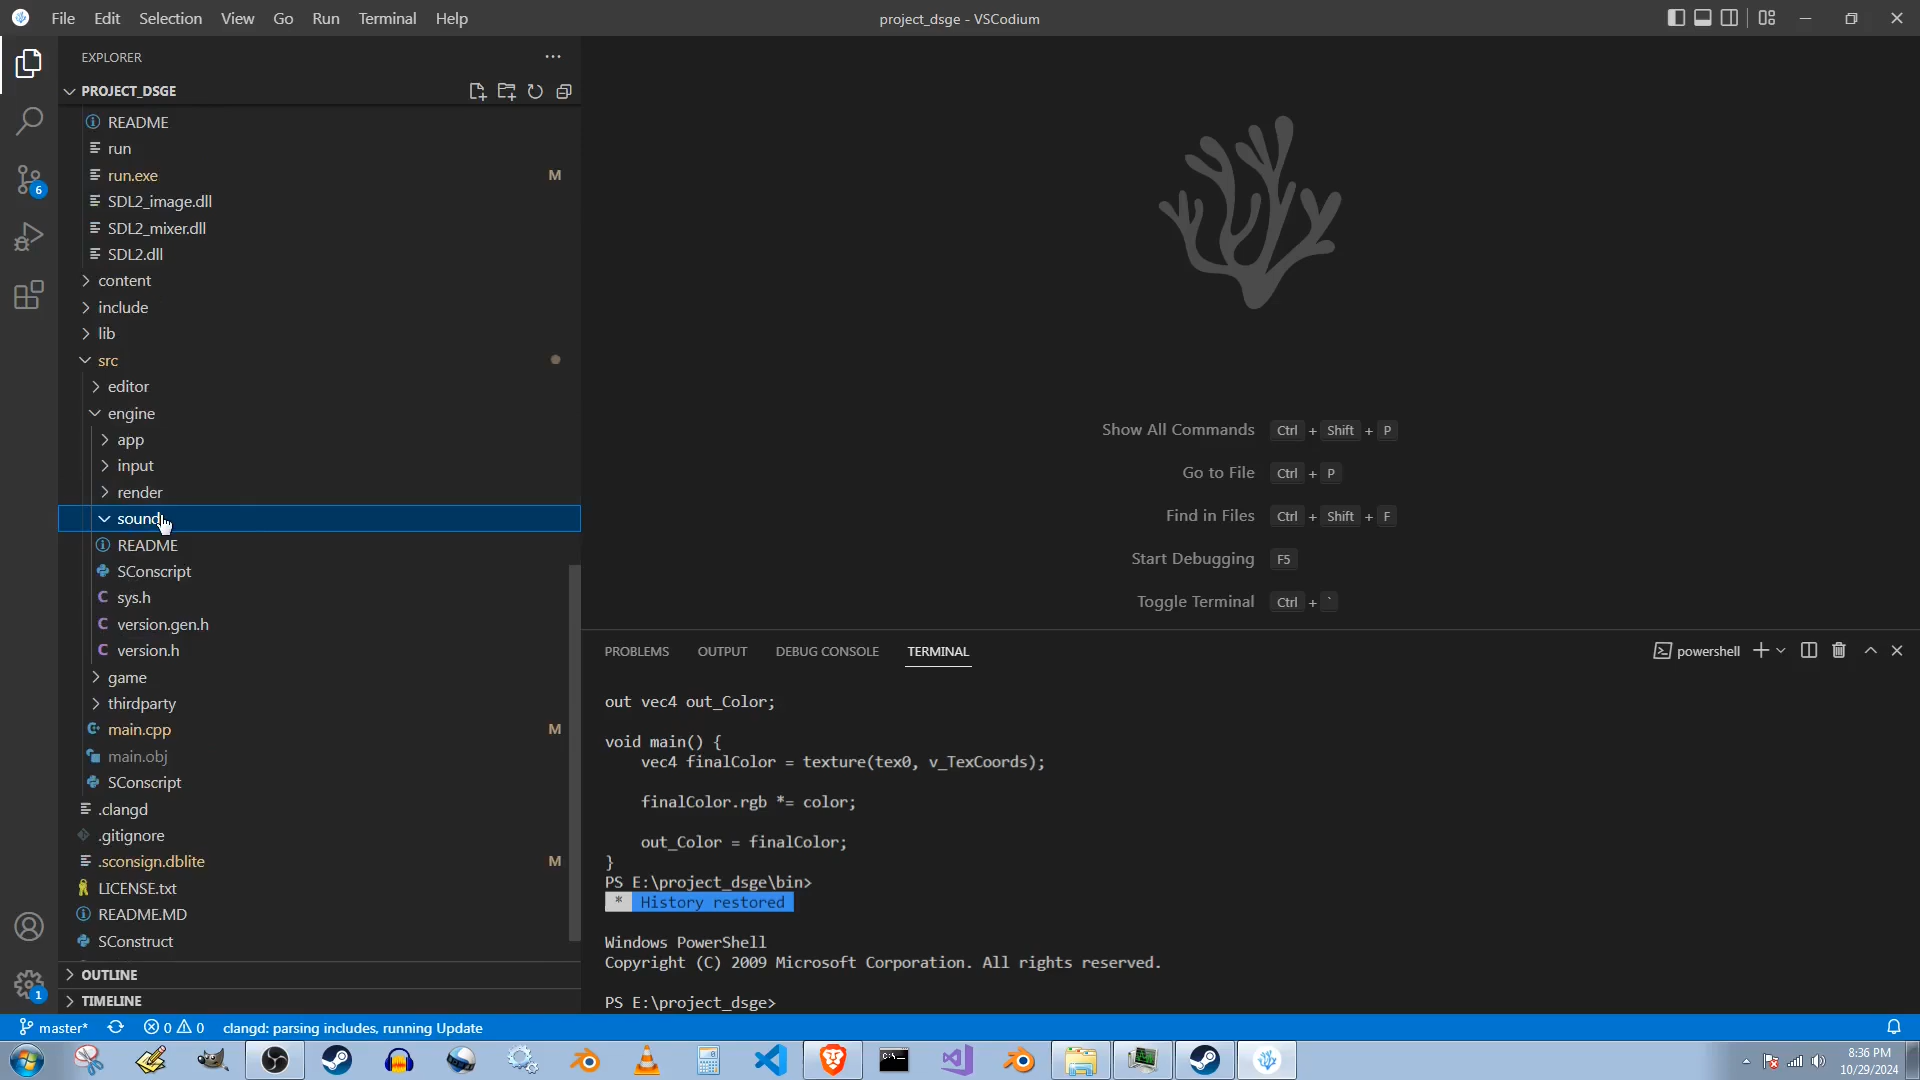 File Edit Selection View Go Run Terminal Help
project_dsge - VSCodium
EXPLORER
PROJECT_DSGE
README
run
run.exe M
SDL2_image.dll
SDL2_mixer.dll
SDL2.dll
content
include
lib
src
editor
engine
app
input
render
sound
README
SConscript
sys.h
version.gen.h
version.h
game
thirdparty
main.cpp M
main.obj
SConscript
.clangd
.gitignore
.sconsign.dblite M
LICENSE.txt
README.MD
SConstruct
OUTLINE
TIMELINE
6
1
Show All Commands Ctrl + Shift + P
Go to File Ctrl + P
Find in Files Ctrl + Shift + F
Start Debugging F5
Toggle Terminal Ctrl + `
PROBLEMS OUTPUT DEBUG CONSOLE TERMINAL
powershell
out vec4 out_Color;
void main() {
vec4 finalColor = texture(tex0, v_TexCoords);
finalColor.rgb *= color;
out_Color = finalColor;
}
PS E:\project_dsge\bin>
* History restored
Windows PowerShell
Copyright (C) 2009 Microsoft Corporation. All rights reserved.
PS E:\project_dsge>
master* 0 0 clangd: parsing includes, running Update
C:\.
8:36 PM
10/29/2024